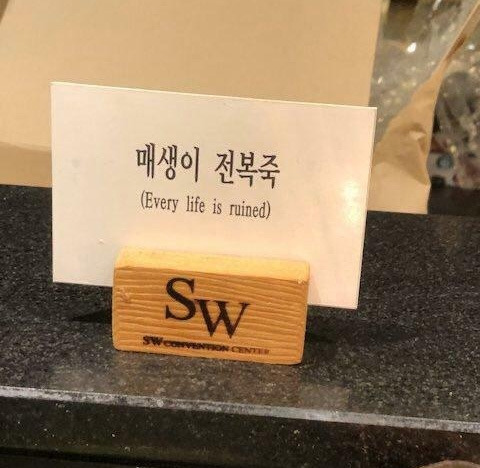 매생이 전복죽
(Every life is ruined)
SW
SW CONVENTION CENTER